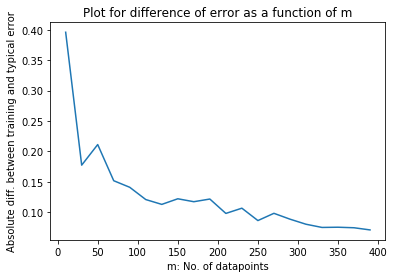 Plot for difference of error as a function of m
Absolute diff. between training and typical error
0.40
0.35
0.30
0.25
0.20
0.15
0.10
0 50 100 150 200 250 300 350 400
m: No. of datapoints